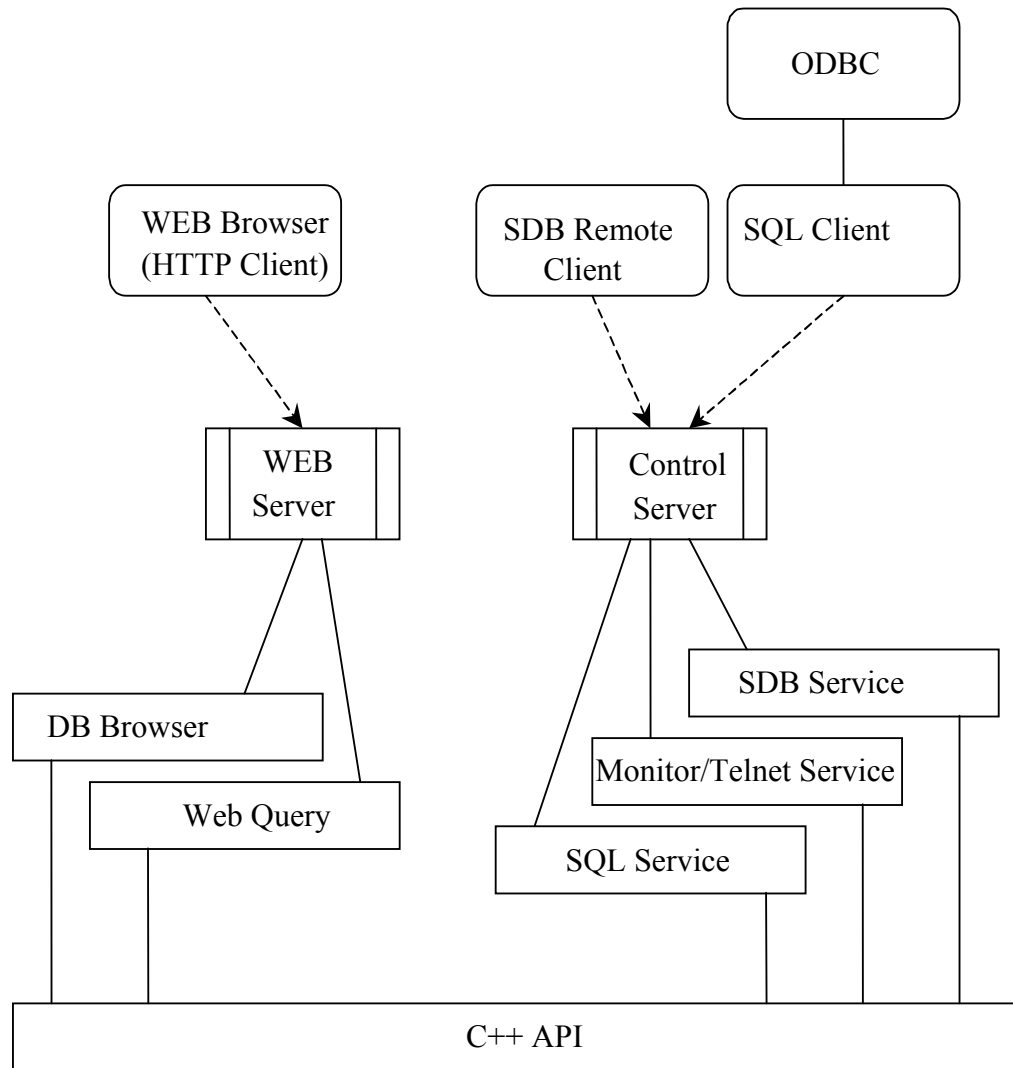 ODBC
WEB Browser
(HTTP Client)
SDB Remote
Client
SQL Client
WEB
Server
Control
Server
SDB Service
DB Browser
Monitor/Telnet Service
Web Query
SQL Service
C++ API